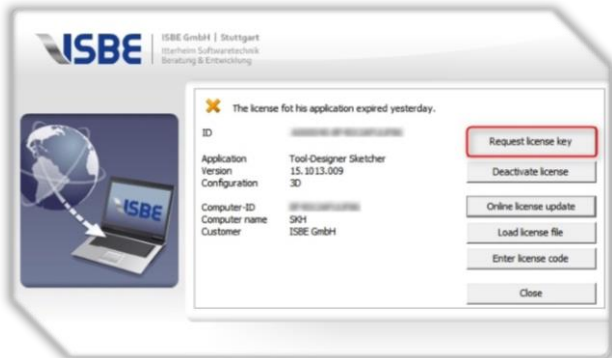 ISBE
ISBE GmbH | Stuttgart
Itterheim Softwaretechnik
Beratung & Entwicklung
The license fot his application expired yesterday.
ID
Application Tool-Designer Sketcher
Version 15.1013.009
Configuration 3D
Computer-ID
Computer name SKH
Customer ISBE GmbH
Request license key
Deactivate license
Online license update
Load license file
Enter license code
Close
ISBE